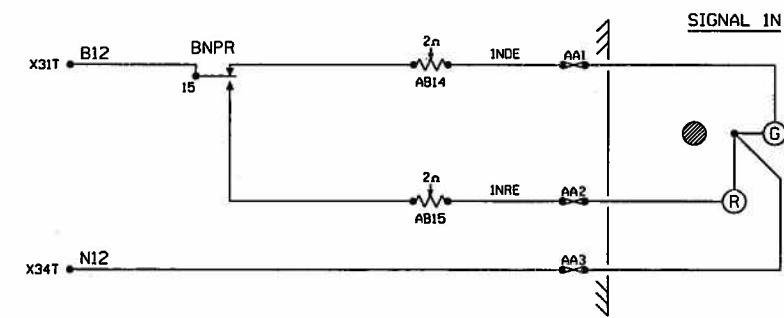 SIGNAL 1N
X31T B12 BNPR 2Ω 1NDE AA1
15 AB14
G
2Ω 1NRE AA2
AB15 R
X34T N12 AA3